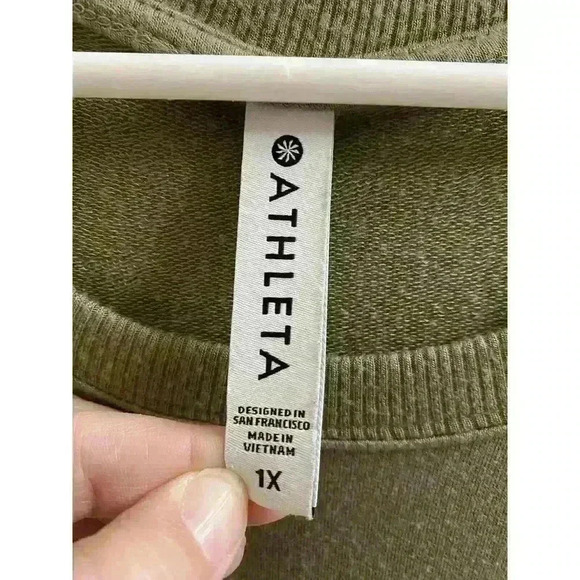 ATHLETA
DESIGNED IN
SAN FRANCISCO
MADE IN
VIETNAM
1X